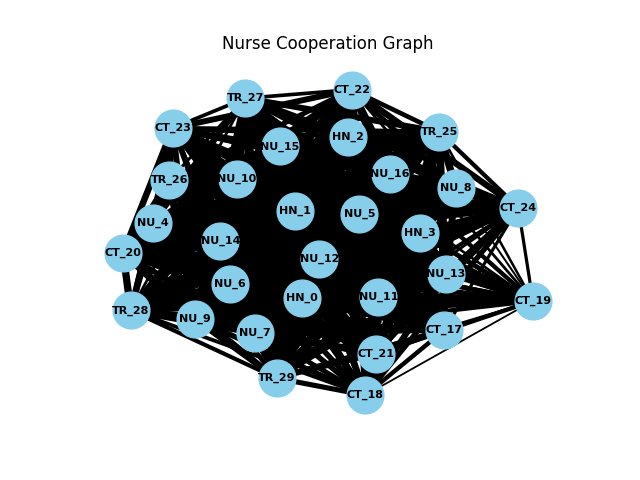 Nurse Cooperation Graph
CT_22
TR_27
CT_23
TR_25
HN_2
NU_15
NU_16
TR_26
NU_10
NU_8
CT_24
HN_1
NU_5
NU_4
HN_3
NU_14
CT_20
NU_12
NU_13
NU_6
NU_11
HN_0
CT_19
TR_28
NU_9
CT_17
NU_7
CT_21
TR_29
CT_18